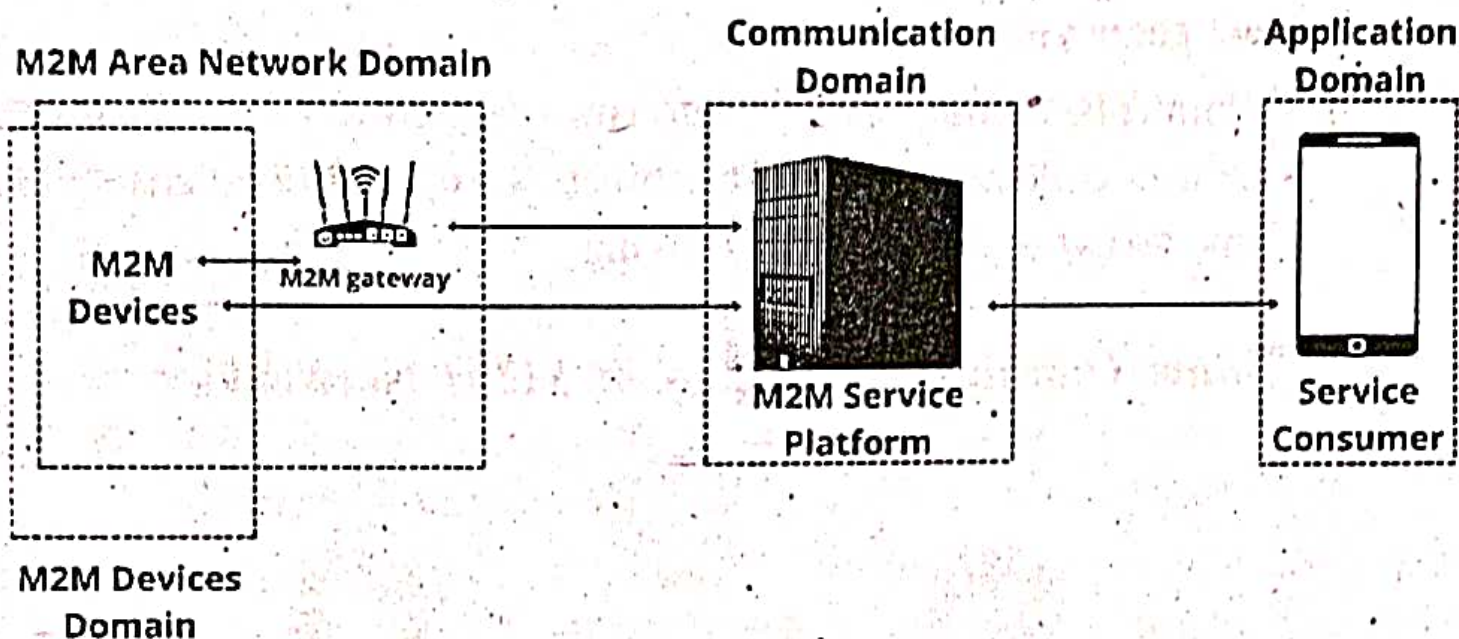 M2M Area Network Domain
Communication
Domain
Application
Domain
M2M
Devices
M2M gateway
M2M Service
Platform
Service
Consumer
M2M Devices
Domain